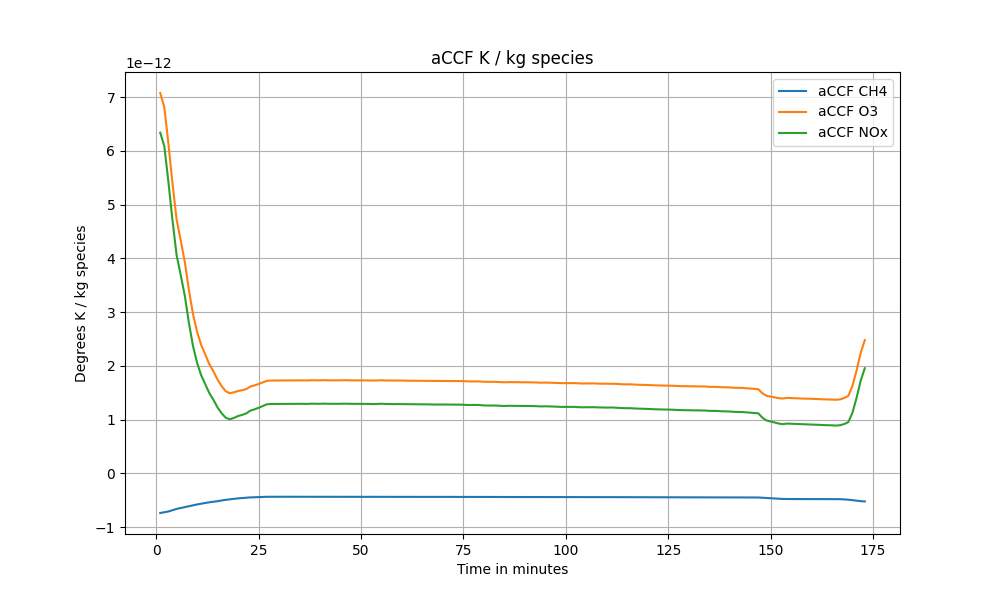 aCCF K / kg species
1e−12
aCCF CH4
aCCF O3
aCCF NOx
7
6
5
4
3
2
1
0
−1
Degrees K / kg species
0 25 50 75 100 125 150 175
Time in minutes